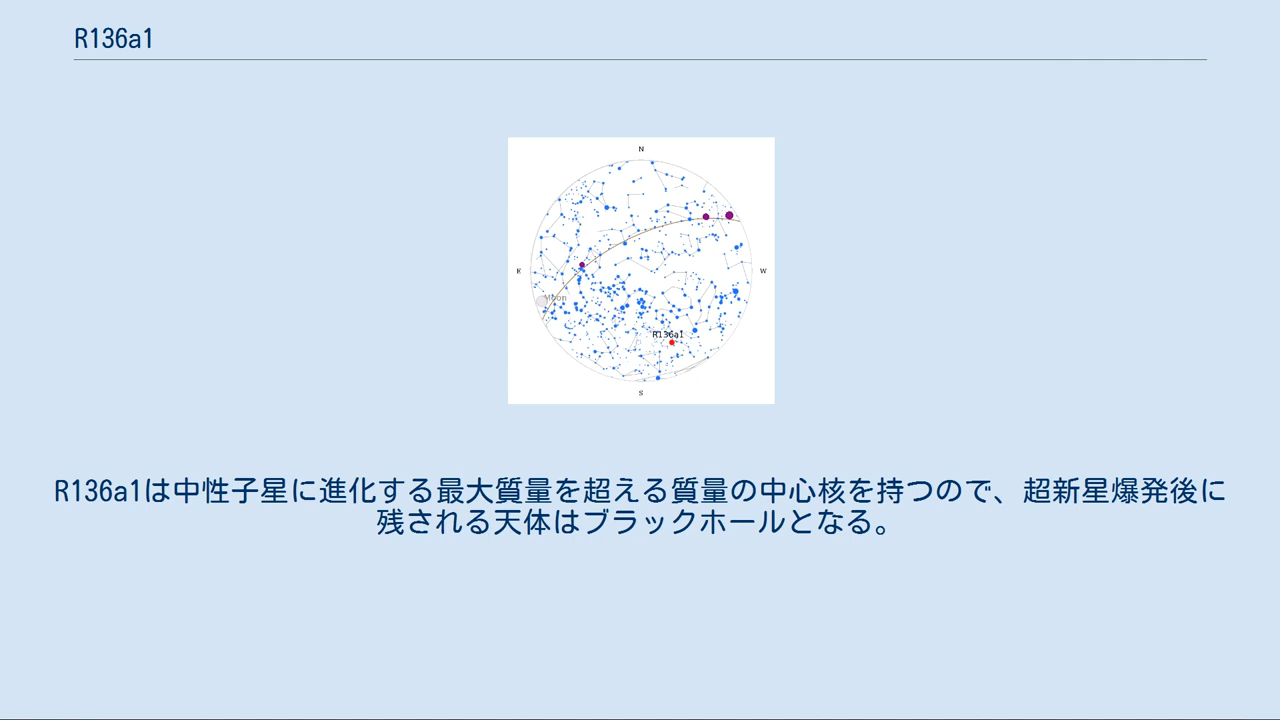 R136a1
N
E
W
Moon
R136a1
S
R136a1は中性子星に進化する最大質量を超える質量の中心核を持つので、超新星爆発後に
残される天体はブラックホールとなる。